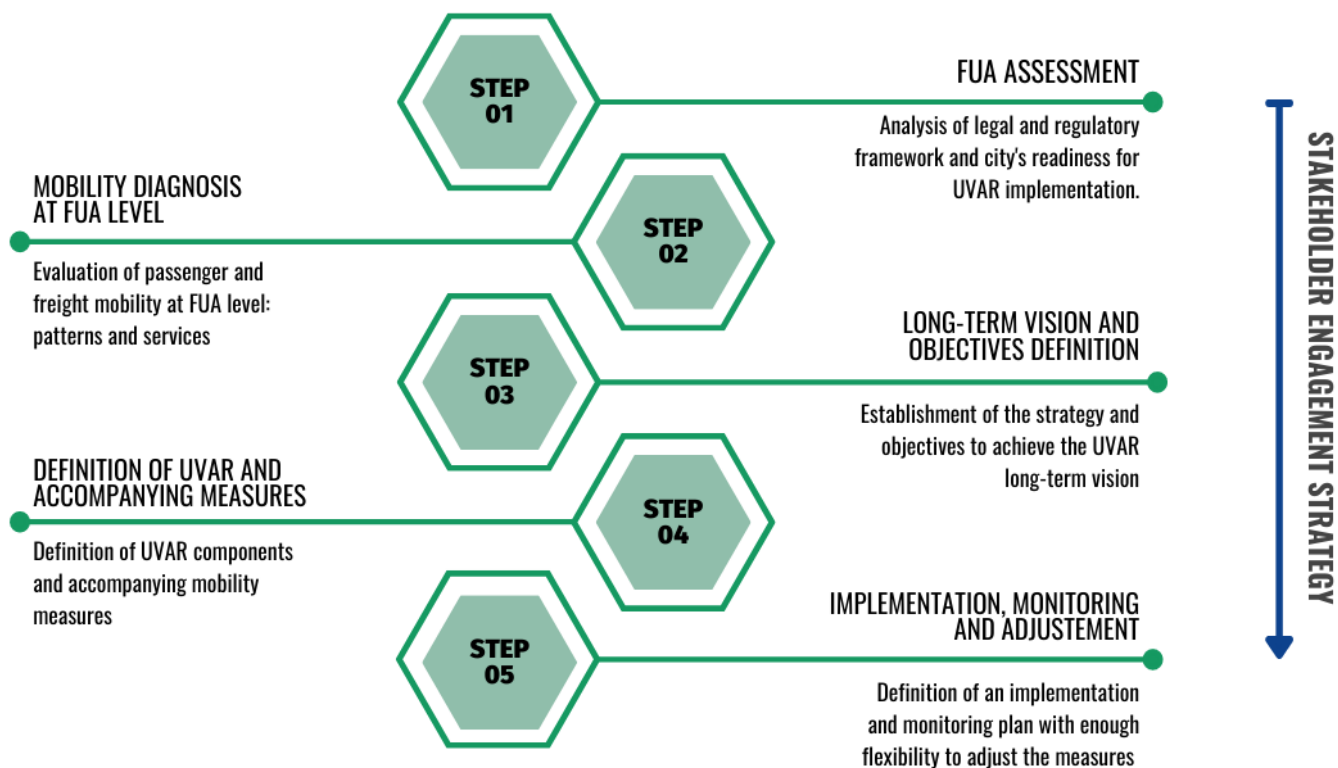 STEP
01
FUA ASSESSMENT
Analysis of legal and regulatory
framework and city's readiness for
UVAR implementation.
MOBILITY DIAGNOSIS
AT FUA LEVEL
STEP
02
Evaluation of passenger and
freight mobility at FUA level:
patterns and services
STEP
03
LONG-TERM VISION AND
OBJECTIVES DEFINITION
Establishment of the strategy and
objectives to achieve the UVAR
long-term vision
DEFINITION OF UVAR AND
ACCOMPANYING MEASURES
STEP
04
Definition of UVAR components
and accompanying mobility
measures
STEP
05
IMPLEMENTATION, MONITORING
AND ADJUSTEMENT
Definition of an implementation
and monitoring plan with enough
flexibility to adjust the measures
STAKEHOLDER ENGAGEMENT STRATEGY